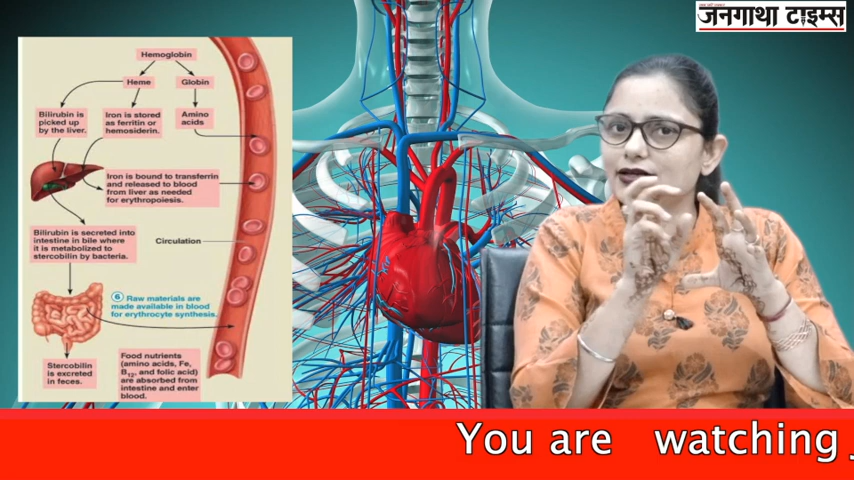 जनगाथा टाइम्स
Hemoglobin
Heme
Globin
Bilirubin is
picked up
by the liver.
Iron is stored
as ferritin or
hemosiderin.
Amino
acids
Iron is bound to transferrin
and released to blood
from liver as needed
for erythropoiesis.
Bilirubin is secreted into
intestine in bile where
it is metabolized to
stercobilin by bacteria.
Circulation
6 Raw materials are
made available in blood
for erythrocyte synthesis.
Stercobilin
is excreted
in feces.
Food nutrients
(amino acids, Fe,
B12, and folic acid)
are absorbed from
intestine and enter
blood.
You are watching